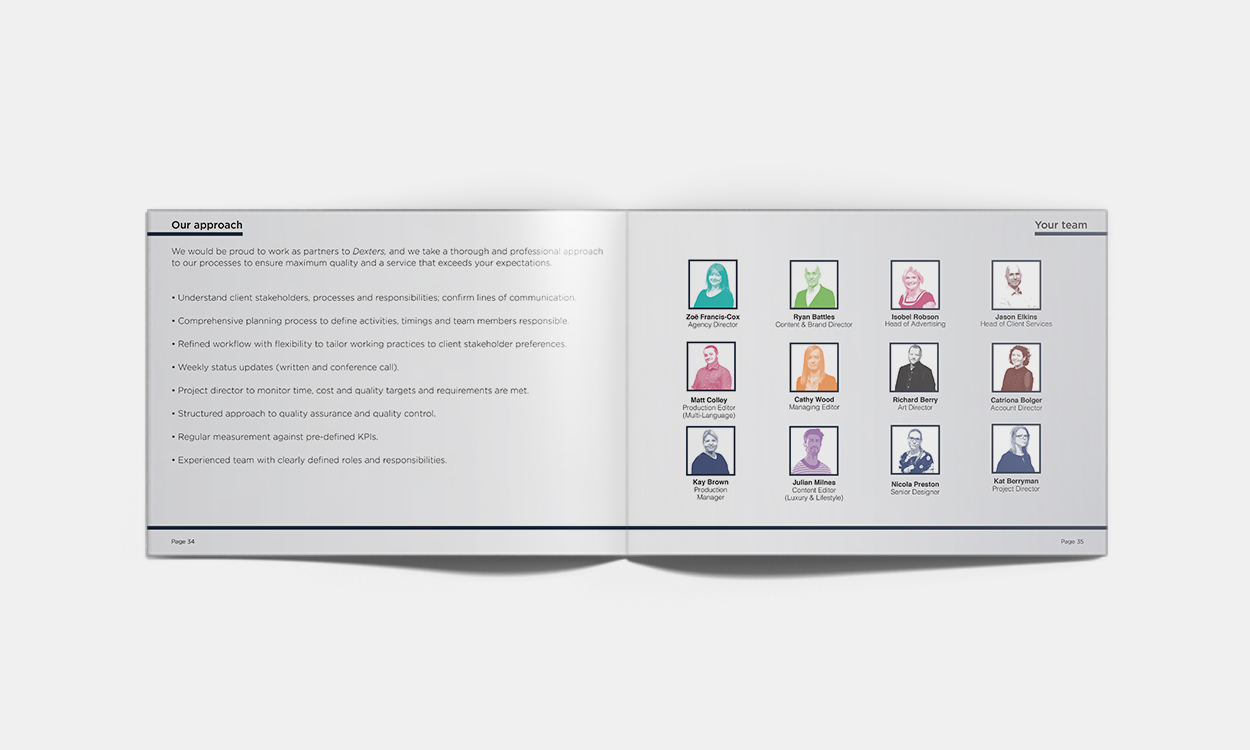 Our approach
We would be proud to work as partners to Dexters, and we take a thorough and professional approach
to our processes to ensure maximum quality and a service that exceeds your expectations.
• Understand client stakeholders, processes and responsibilities; confirm lines of communication.
• Comprehensive planning process to define activities, timings and team members responsible.
• Refined workflow with flexibility to tailor working practices to client stakeholder preferences.
• Weekly status updates (written and conference call).
• Project director to monitor time, cost and quality targets and requirements are met.
• Structured approach to quality assurance and quality control.
• Regular measurement against pre-defined KPIs.
• Experienced team with clearly defined roles and responsibilities.
Page 34
Your team
Zoë Francis-Cox
Agency Director
Ryan Battles
Content & Brand Director
Isobel Robson
Head of Advertising
Jason Elkins
Head of Client Services
Matt Colley
Production Editor
(Multi-Language)
Cathy Wood
Managing Editor
Richard Berry
Art Director
Catriona Bolger
Account Director
Kay Brown
Production
Manager
Julian Milnes
Content Editor
(Luxury & Lifestyle)
Nicola Preston
Senior Designer
Kat Berryman
Project Director
Page 35